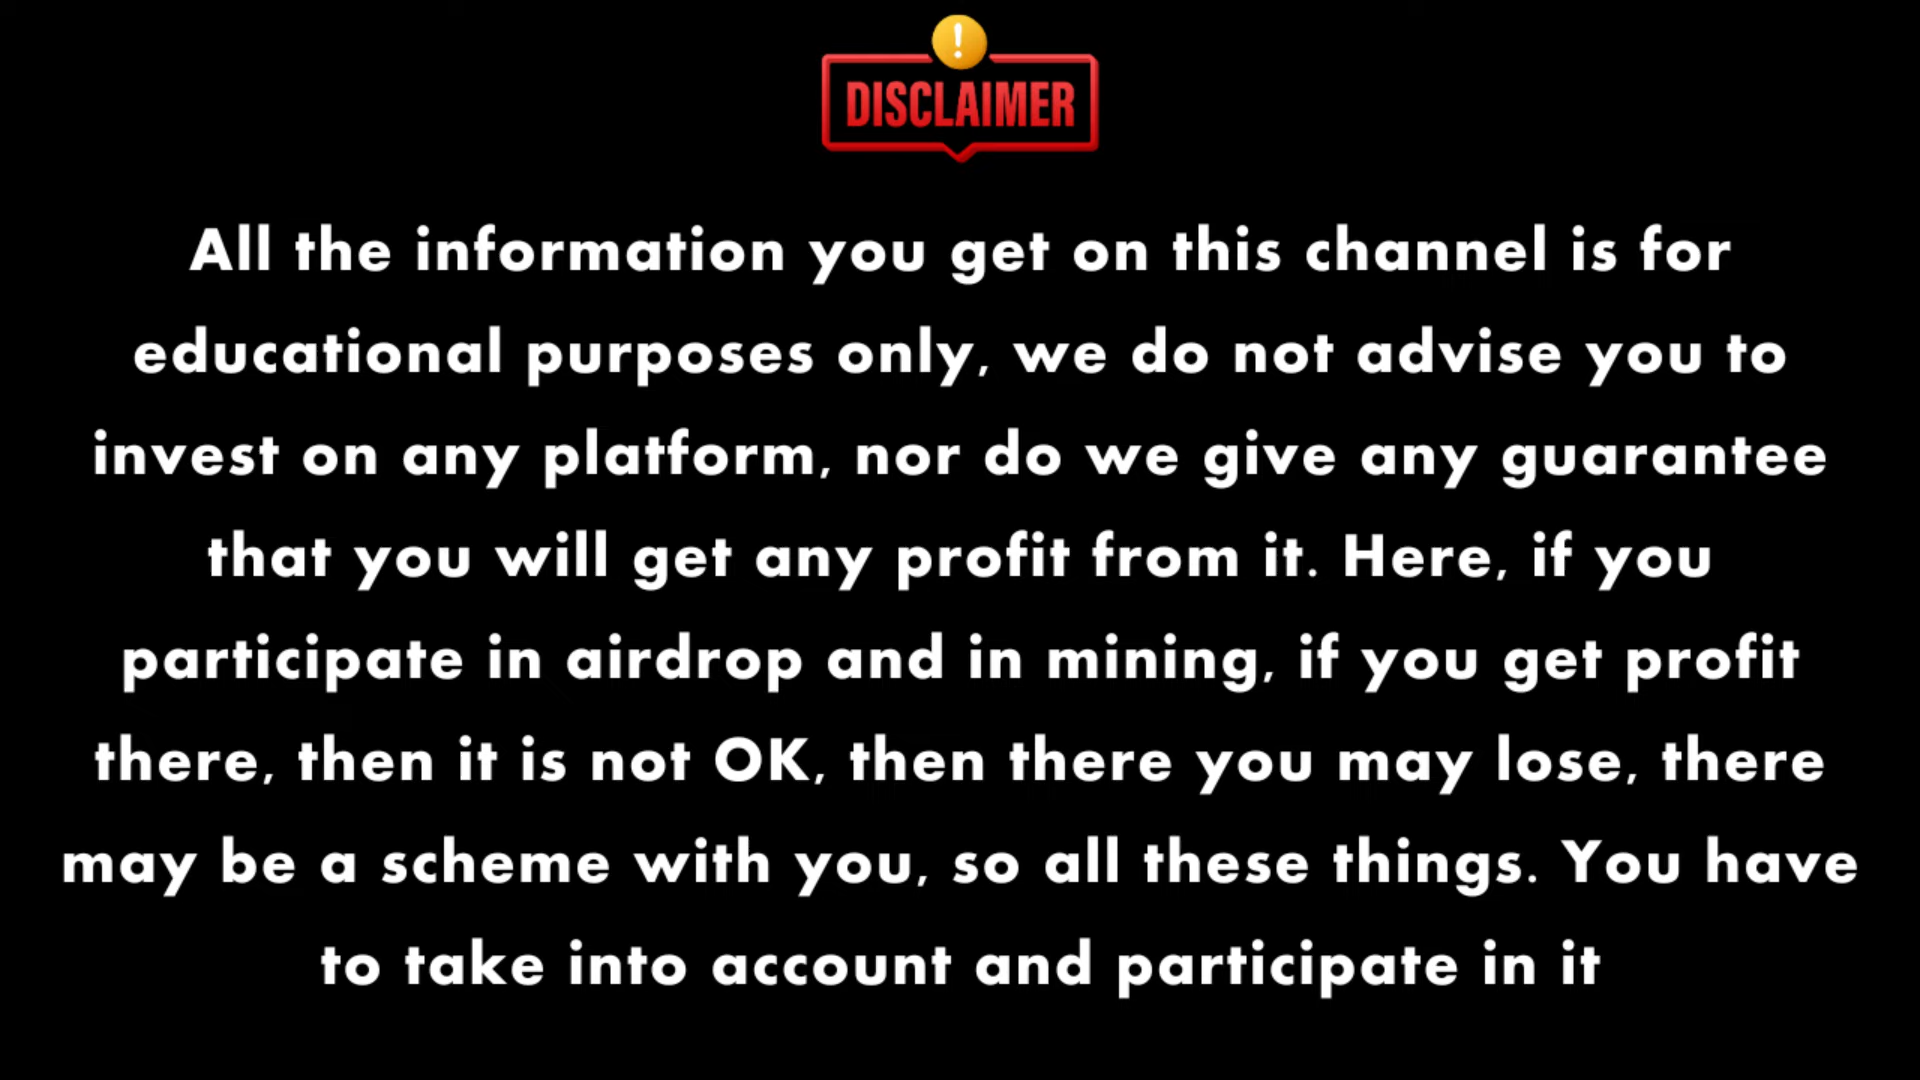 !
DISCLAIMER
All the information you get on this channel is for
educational purposes only, we do not advise you to
invest on any platform, nor do we give any guarantee
that you will get any profit from it. Here, if you
participate in airdrop and in mining, if you get profit
there, then it is not OK, then there you may lose, there
may be a scheme with you, so all these things. You have
to take into account and participate in it